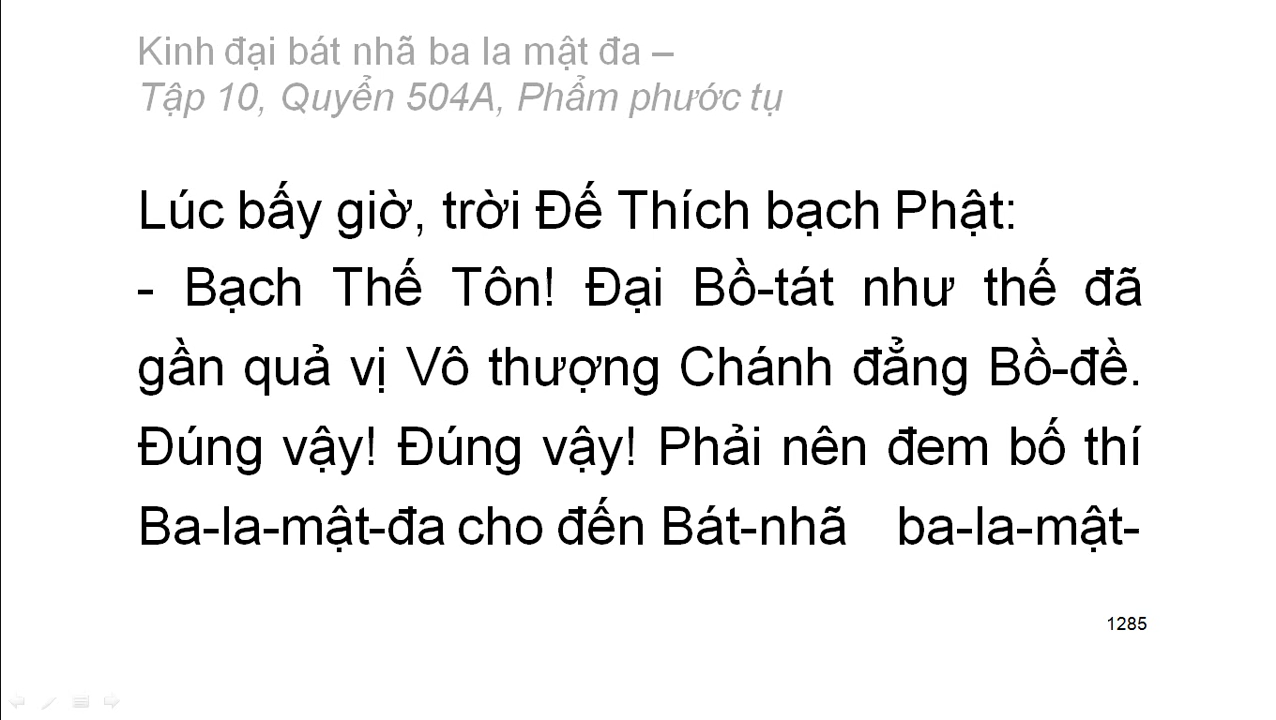 Kinh đại bát nhã ba la mật đa –
Tập 10, Quyển 504A, Phẩm phước tụ
Lúc bấy giờ, trời Đế Thích bạch Phật:
- Bạch Thế Tôn! Đại Bồ-tát như thế đã
gần quả vị Vô thượng Chánh đẳng Bồ-đề.
Đúng vậy! Đúng vậy! Phải nên đem bố thí
Ba-la-mật-đa cho đến Bát-nhã ba-la-mật-
1285